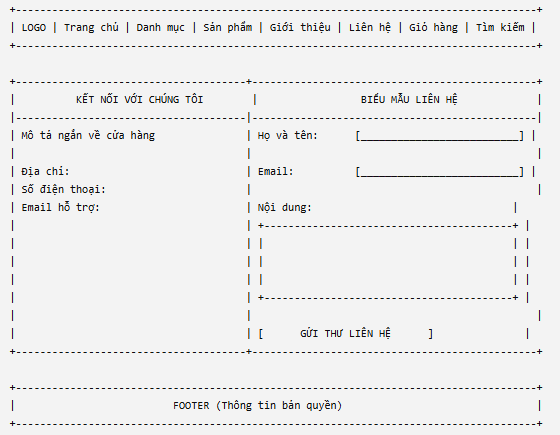 LOGO | Trang chủ | Danh mục | Sản phẩm | Giới thiệu | Liên hệ | Giỏ hàng | Tìm kiếm
KẾT NỐI VỚI CHÚNG TÔI
Mô tả ngắn về cửa hàng
Địa chỉ:
Số điện thoại:
Email hỗ trợ:
BIỂU MẪU LIÊN HỆ
Họ và tên: [__________________________]
Email: [__________________________]
Nội dung:
[ GỬI THƯ LIÊN HỆ ]
FOOTER (Thông tin bản quyền)